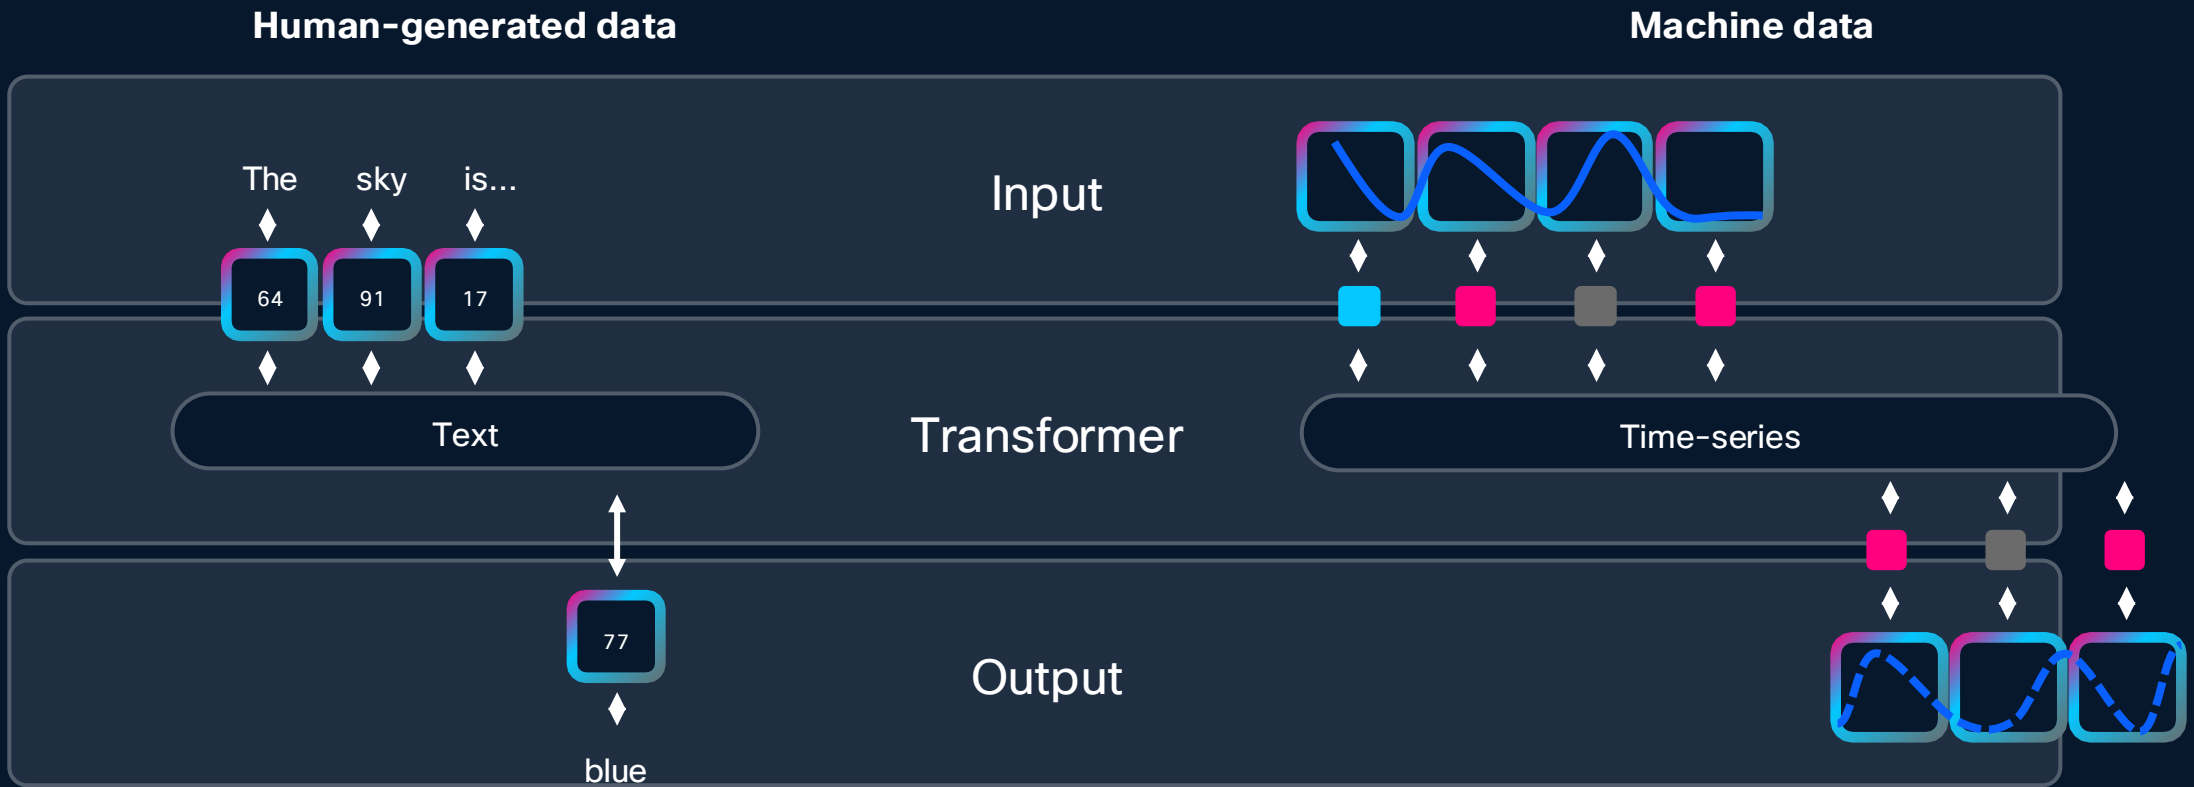 Human-generated data
Machine data
The sky is...
Input
64 91 17
Text
Transformer
Time-series
77
Output
blue